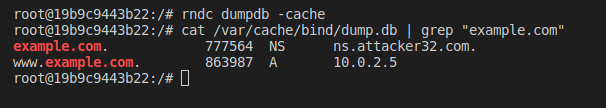 root@19b9c9443b22:/# rndc dumpdb -cache
root@19b9c9443b22:/# cat /var/cache/bind/dump.db | grep "example.com"
example.com. 777564 NS ns.attacker32.com.
www.example.com. 863987 A 10.0.2.5
root@19b9c9443b22:/#